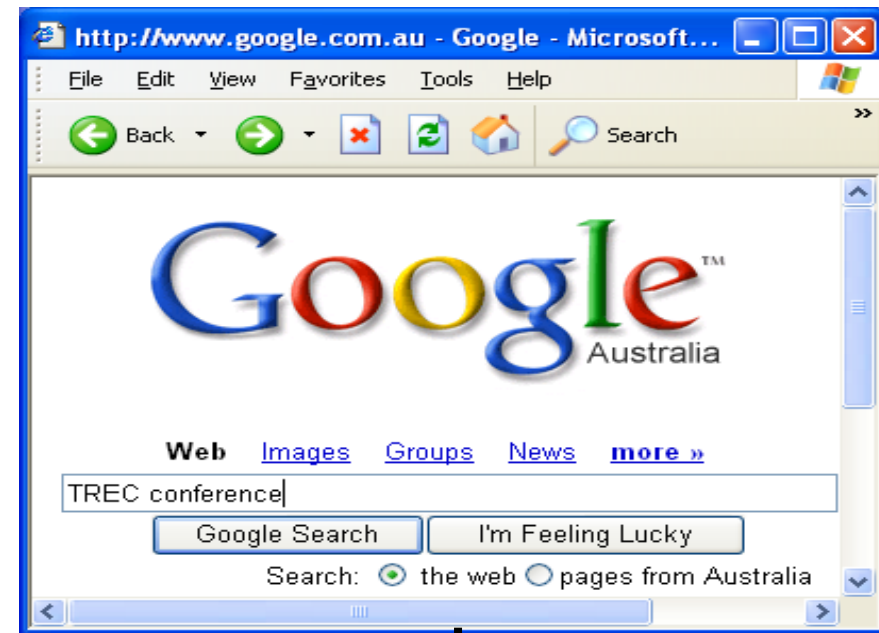 http://www.google.com.au - Google - Microsoft...
File Edit View Favorites Tools Help
Back Search »
Google™
Australia
Web Images Groups News more »
TREC conference
Google Search I'm Feeling Lucky
Search: the web pages from Australia